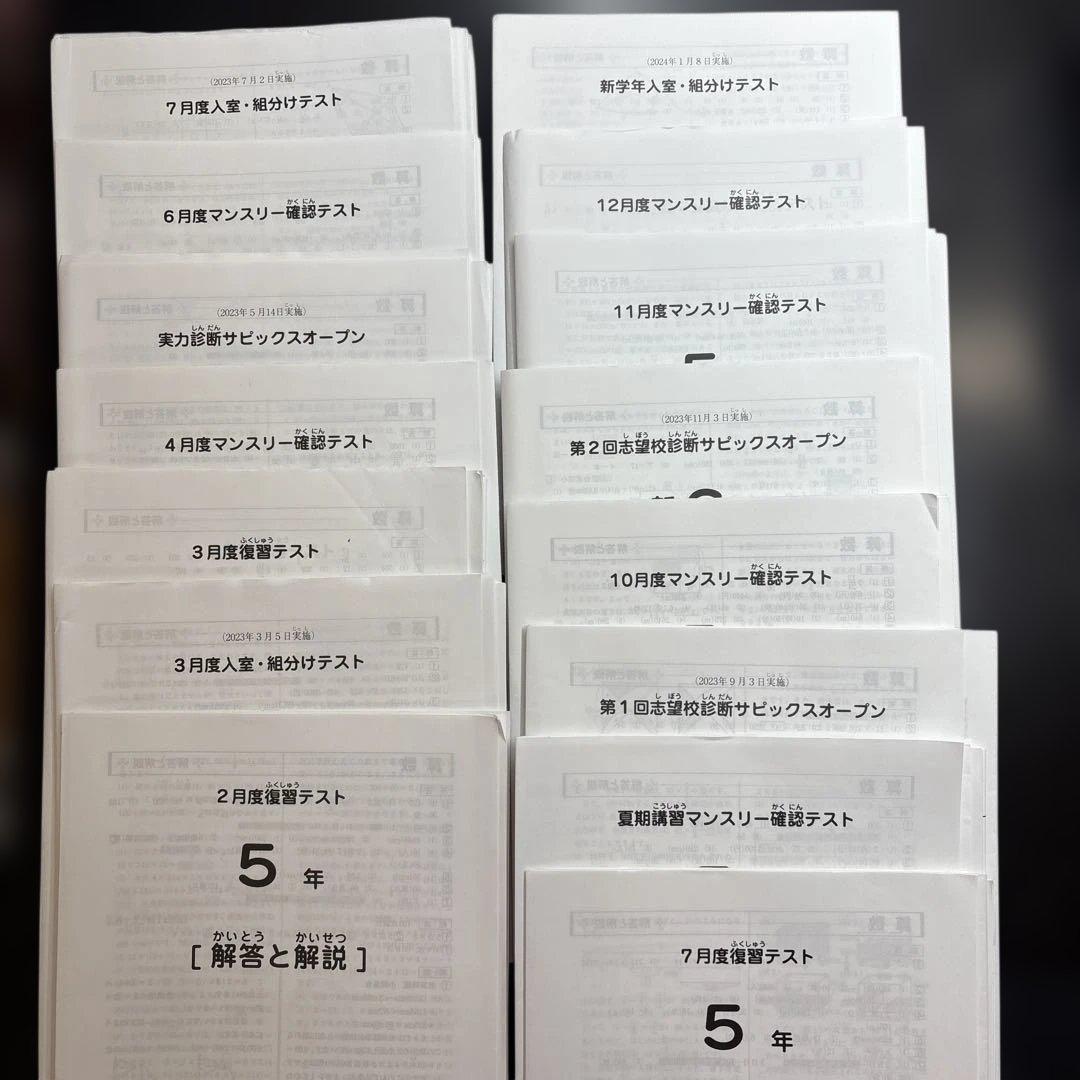 (2023年7月2日実施)
7月度入室・組分けテスト
6月度マンスリー確認テスト
(2023年5月14日実施)
実力診断サピックスオープン
4月度マンスリー確認テスト
3月度復習テスト
(2023年3月5日実施)
3月度入室・組分けテスト
2月度復習テスト
5年
[解答と解説]
(2024年1月8日実施)
新学年入室・組分けテスト
12月度マンスリー確認テスト
11月度マンスリー確認テスト
(2023年11月3日実施)
第2回志望校診断サピックスオープン
10月度マンスリー確認テスト
(2023年9月3日実施)
第1回志望校診断サピックスオープン
夏期講習マンスリー確認テスト
7月度復習テスト
5年